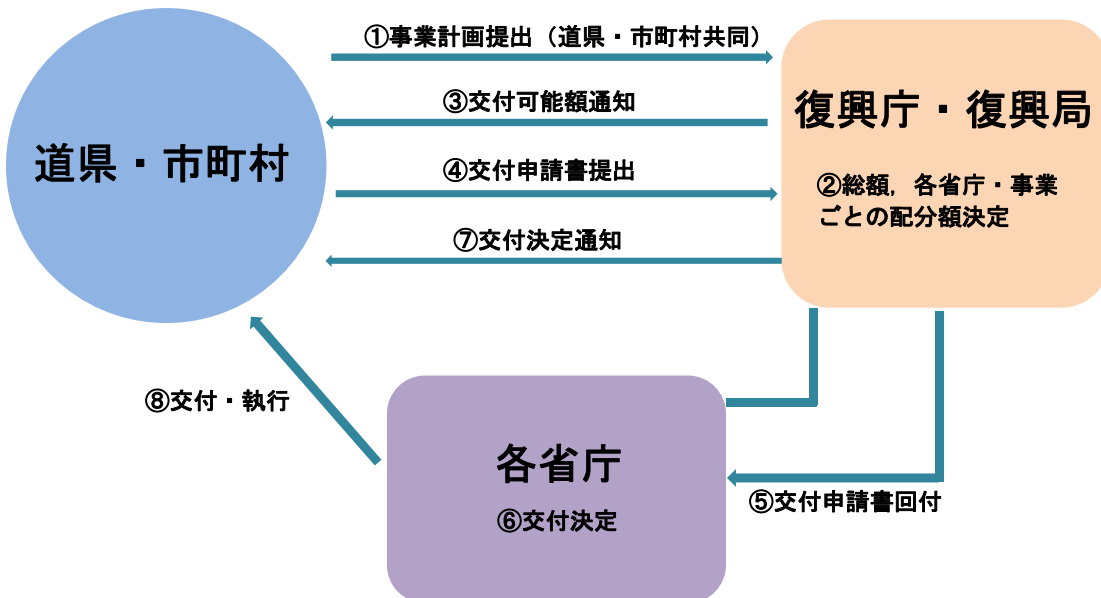 ①事業計画提出（道県・市町村共同）
③交付可能額通知
復興庁・復興局
道県・市町村
④交付申請書提出
②総額，各省庁・事業
ごとの配分額決定
⑦交付決定通知
⑧交付・執行
各省庁
⑤交付申請書回付
⑥交付決定